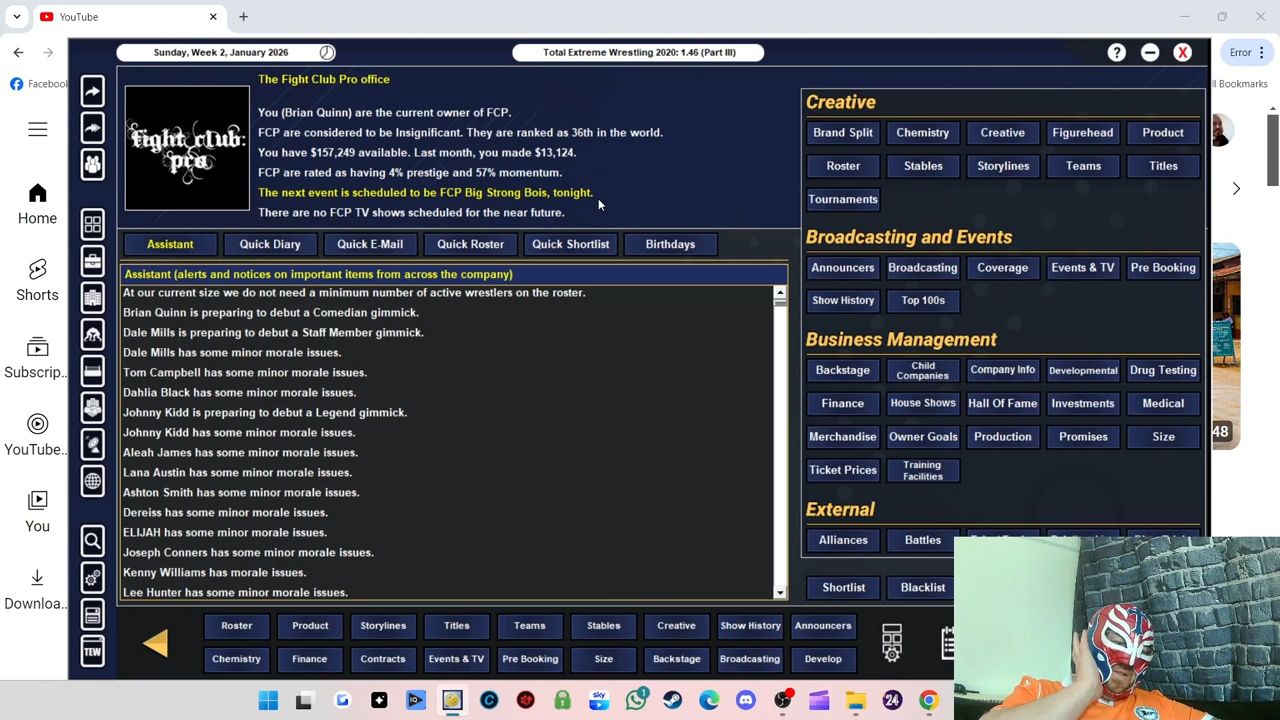 YouTube
Error
Facebook
ll Bookmarks
Sunday, Week 2, January 2026
Total Extreme Wrestling 2020: 1.46 (Part III)
The Fight Club Pro office
fight club:
pro
You (Brian Quinn) are the current owner of FCP.
FCP are considered to be Insignificant. They are ranked as 36th in the world.
You have $157,249 available. Last month, you made $13,124.
FCP are rated as having 4% prestige and 57% momentum.
The next event is scheduled to be FCP Big Strong Bois, tonight.
There are no FCP TV shows scheduled for the near future.
Assistant Quick Diary Quick E-Mail Quick Roster Quick Shortlist Birthdays
Assistant (alerts and notices on important items from across the company)
At our current size we do not need a minimum number of active wrestlers on the roster.
Brian Quinn is preparing to debut a Comedian gimmick.
Dale Mills is preparing to debut a Staff Member gimmick.
Dale Mills has some minor morale issues.
Tom Campbell has some minor morale issues.
Dahlia Black has some minor morale issues.
Johnny Kidd is preparing to debut a Legend gimmick.
Johnny Kidd has some minor morale issues.
Aleah James has some minor morale issues.
Lana Austin has some minor morale issues.
Ashton Smith has some minor morale issues.
Dereiss has some minor morale issues.
ELIJAH has some minor morale issues.
Joseph Conners has some minor morale issues.
Kenny Williams has morale issues.
Lee Hunter has some minor morale issues.
Creative
Brand Split Chemistry Creative Figurehead Product
Roster Stables Storylines Teams Titles
Tournaments
Broadcasting and Events
Announcers Broadcasting Coverage Events & TV Pre Booking
Show History Top 100s
Business Management
Backstage Child Companies Company Info Developmental Drug Testing
Finance House Shows Hall Of Fame Investments Medical
Merchandise Owner Goals Production Promises Size
Ticket Prices Training Facilities
External
Alliances Battles
Shortlist Blacklist
Roster Product Storylines Titles Teams Stables Creative Show History Announcers
Chemistry Finance Contracts Events & TV Pre Booking Size Backstage Broadcasting Develop
Home
Shorts
Subscrip...
YouTube...
You
Downloa...
TEW
48
24
1